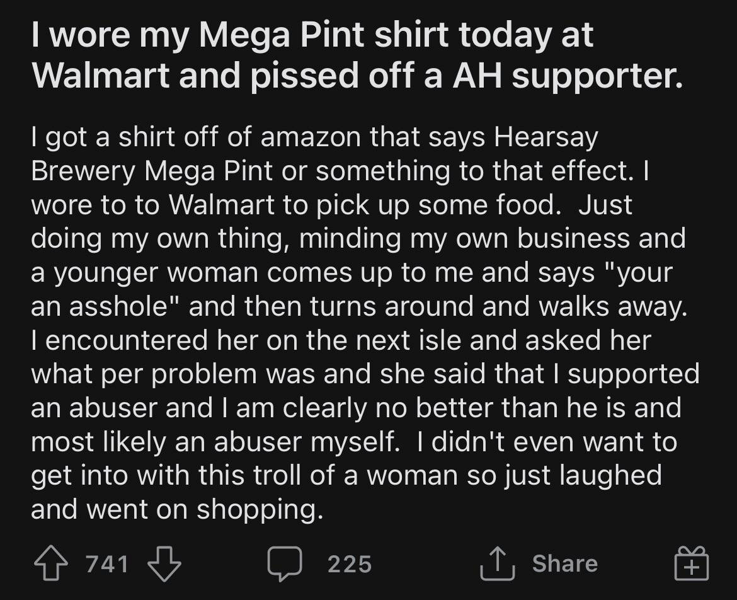 I wore my Mega Pint shirt today at
Walmart and pissed off a AH supporter.
I got a shirt off of amazon that says Hearsay
Brewery Mega Pint or something to that effect. I
wore to to Walmart to pick up some food.  Just
doing my own thing, minding my own business and
a younger woman comes up to me and says "your
an asshole" and then turns around and walks away.
I encountered her on the next isle and asked her
what per problem was and she said that I supported
an abuser and I am clearly no better than he is and
most likely an abuser myself.  I didn't even want to
get into with this troll of a woman so just laughed
and went on shopping.
741 225 Share